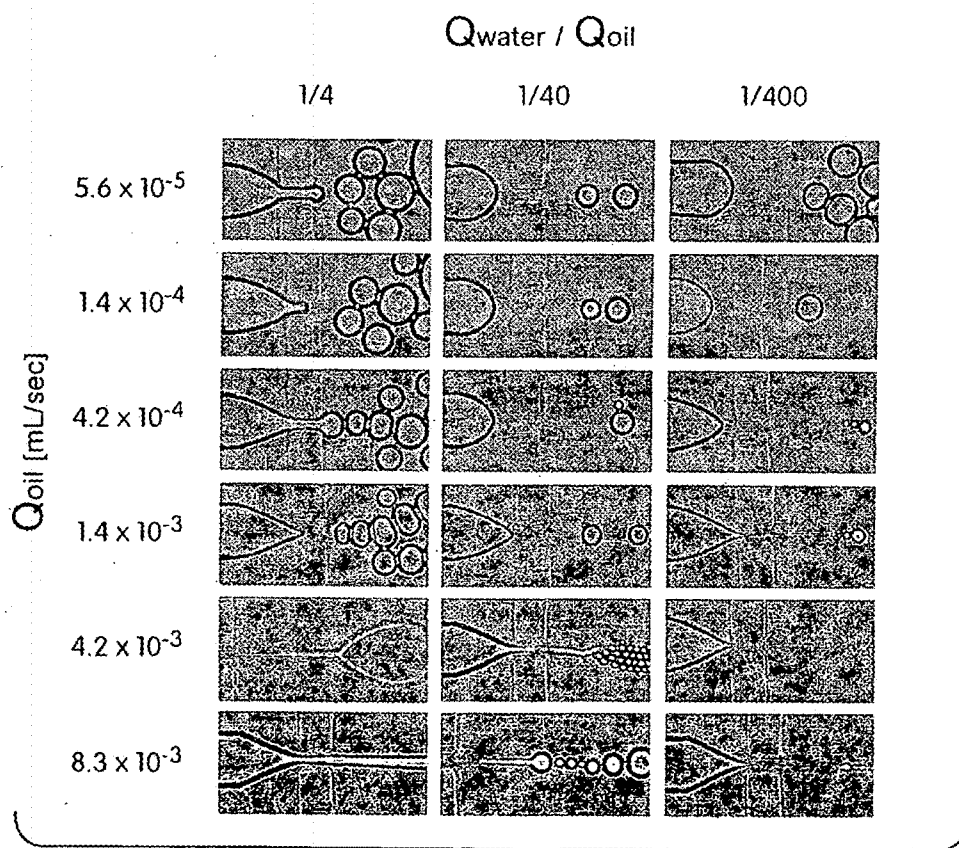 Qwater / Qoil
1/4 1/40 1/400
5.6 x 10-5
1.4 x 10-4
4.2 x 10-4
1.4 x 10-3
4.2 x 10-3
8.3 x 10-3
Qoil [mL/sec]